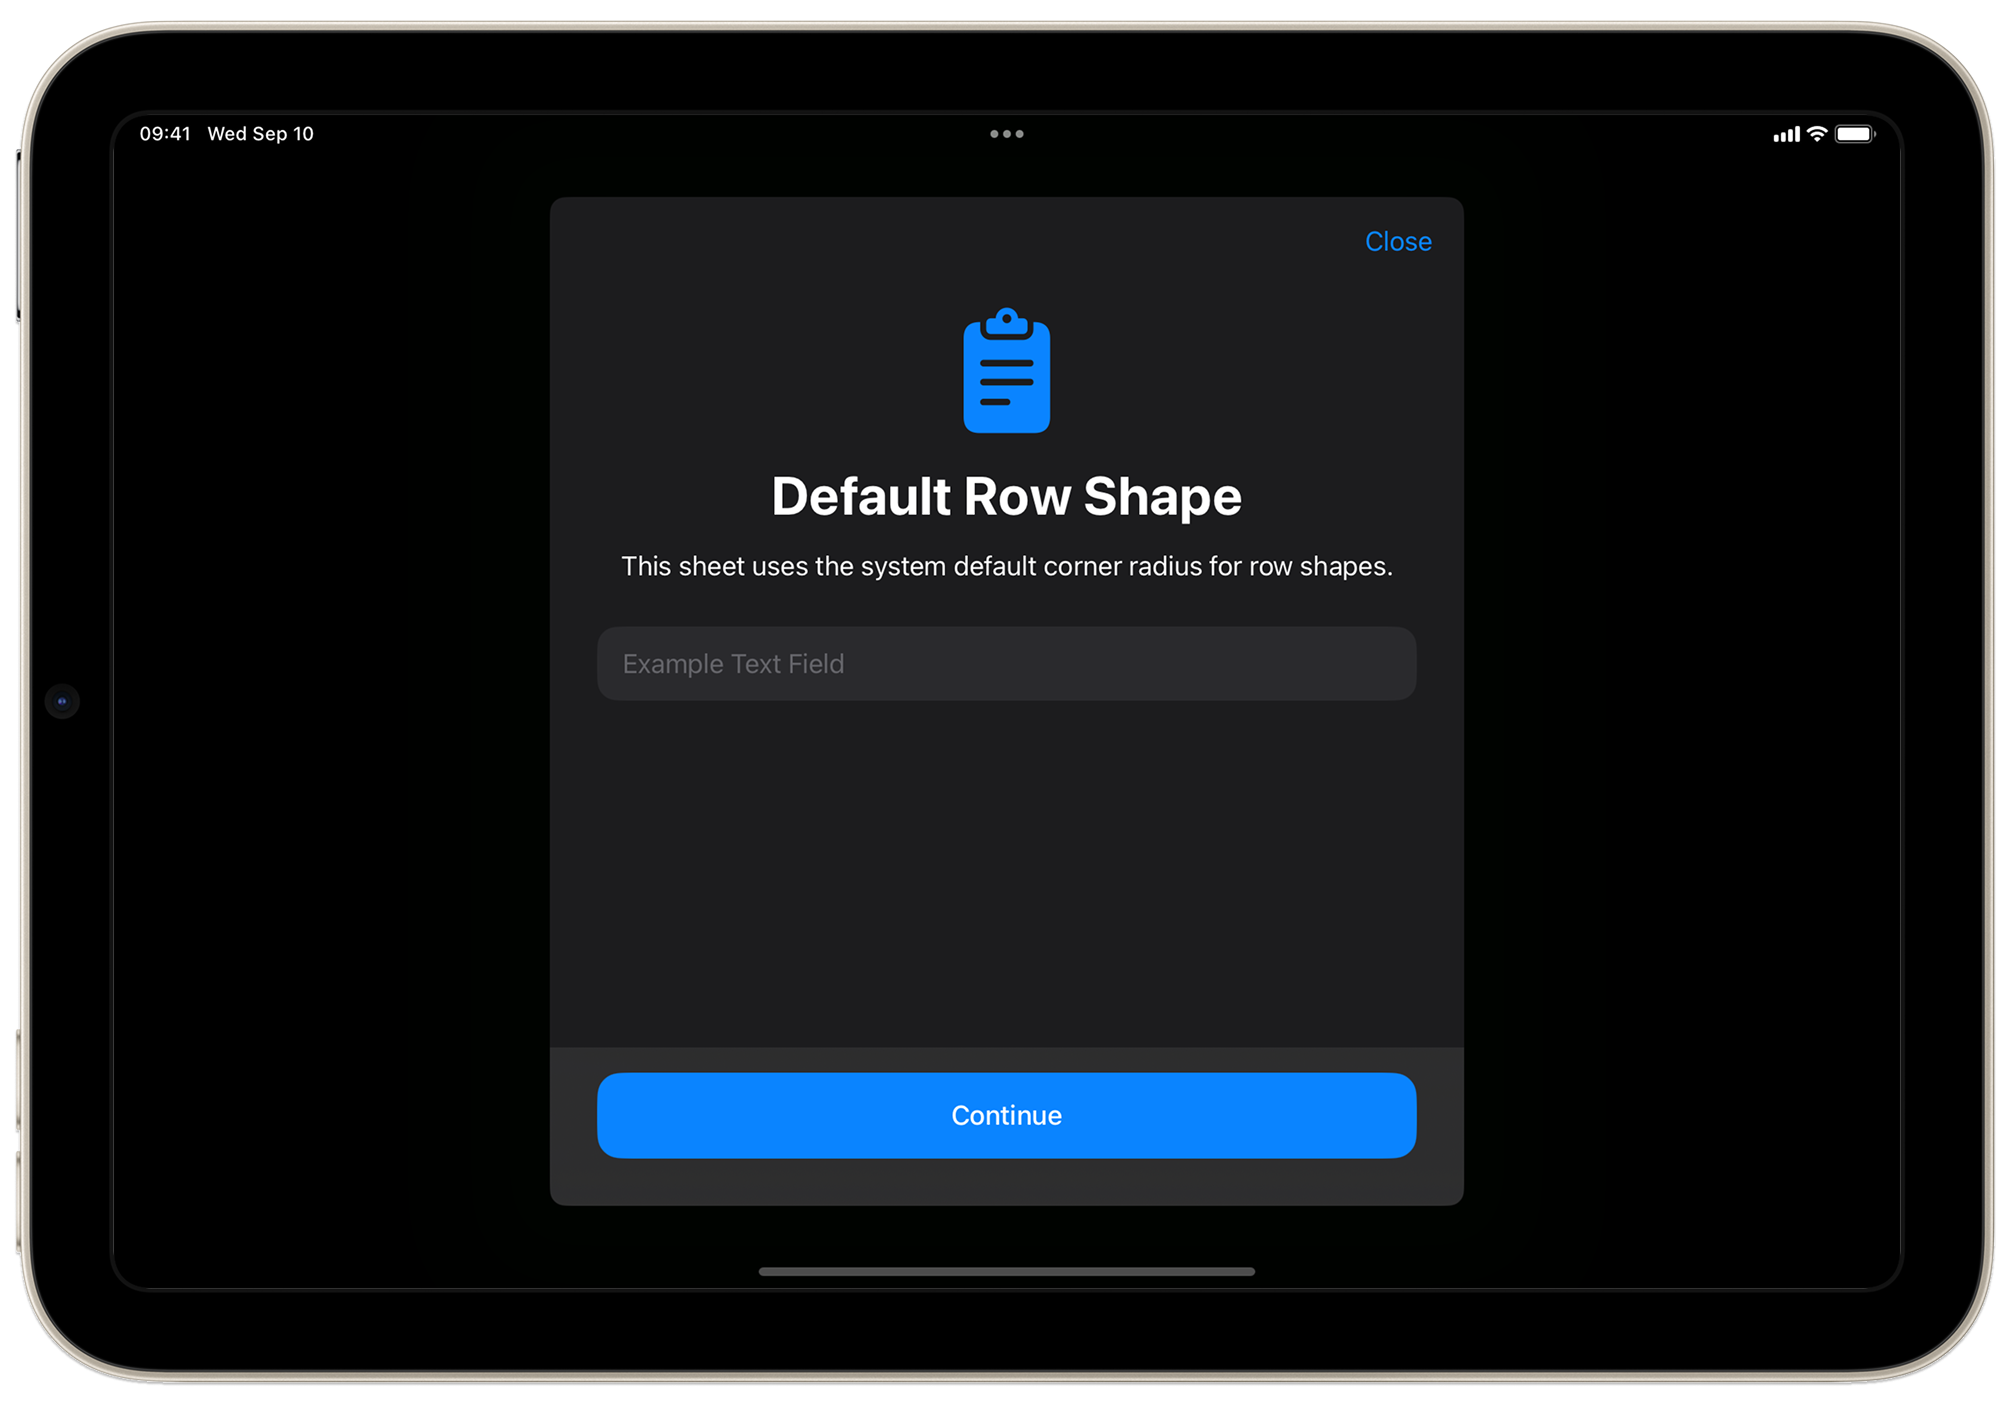 09:41 Wed Sep 10
Close
Default Row Shape
This sheet uses the system default corner radius for row shapes.
Example Text Field
Continue